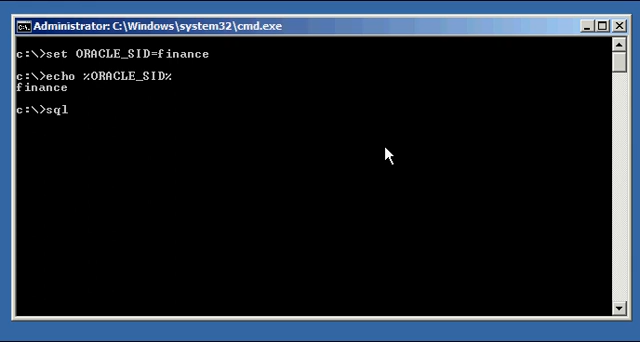 Administrator: C:\Windows\system32\cmd.exe
c:\>set ORACLE_SID=finance
c:\>echo %ORACLE_SID%
finance
c:\>sql